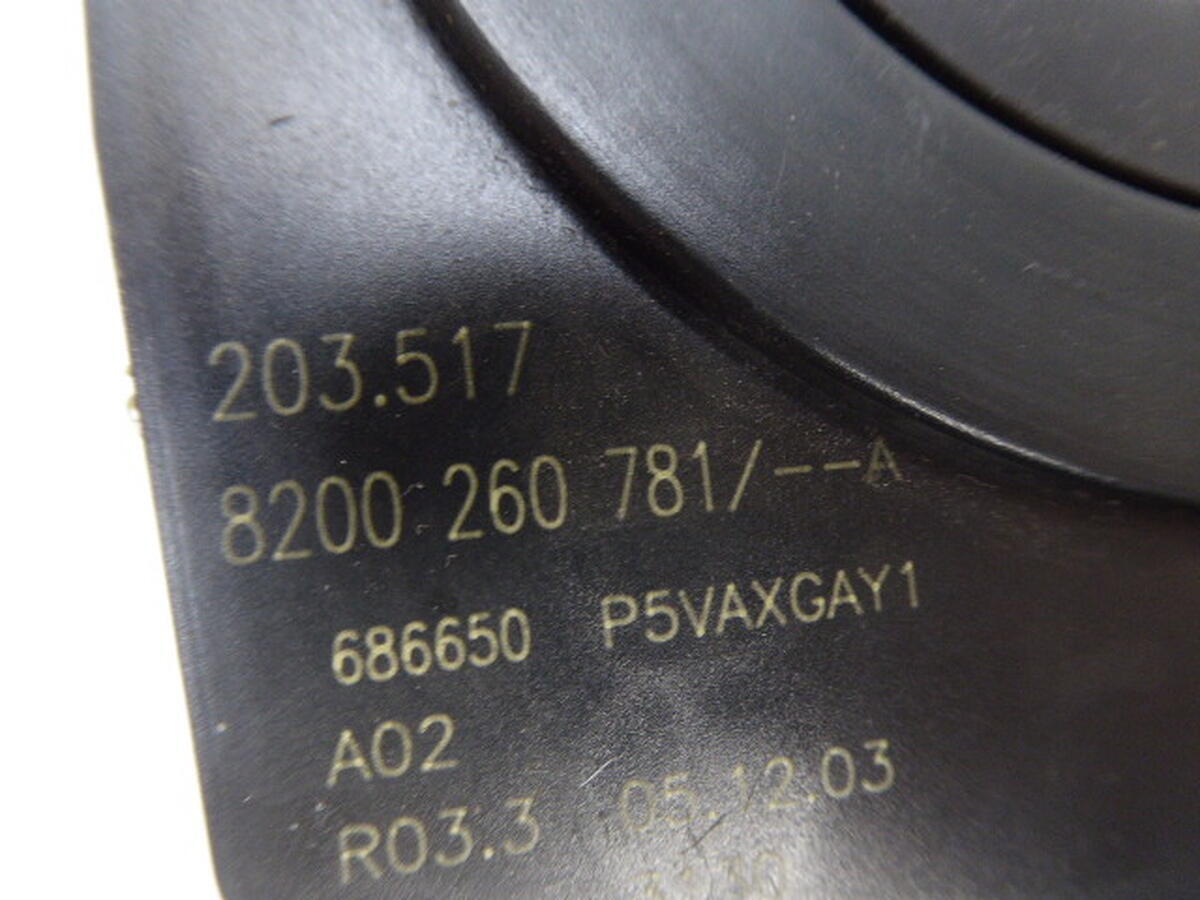 203.517
8200 260 781/--A
686650 P5VAXGAY1
A02
R03.3 05.12.03